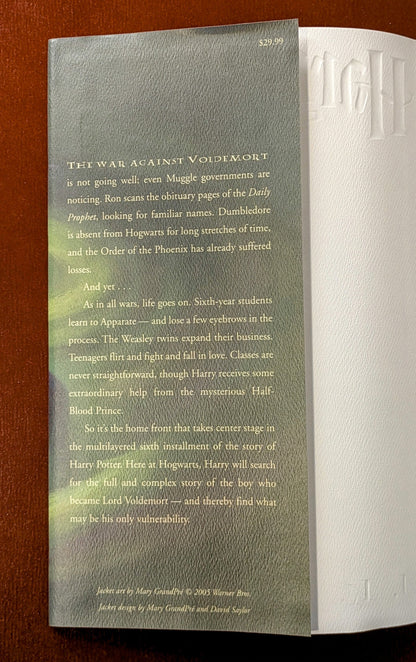 $29.99
THE WAR AGAINST VOLDEMORT
is not going well; even Muggle governments are
noticing. Ron scans the obituary pages of the Daily
Prophet, looking for familiar names. Dumbledore
is absent from Hogwarts for long stretches of time,
and the Order of the Phoenix has already suffered
losses.
And yet . . .
As in all wars, life goes on. Sixth-year students
learn to Apparate — and lose a few eyebrows in the
process. The Weasley twins expand their business.
Teenagers flirt and fight and fall in love. Classes are
never straightforward, though Harry receives some
extraordinary help from the mysterious Half-
Blood Prince.
So it's the home front that takes center stage in
the multilayered sixth installment of the story of
Harry Potter. Here at Hogwarts, Harry will search
for the full and complex story of the boy who
became Lord Voldemort — and thereby find what
may be his only vulnerability.
Jacket art by Mary GrandPré © 2005 Warner Bros.
Jacket design by Mary GrandPré and David Saylor